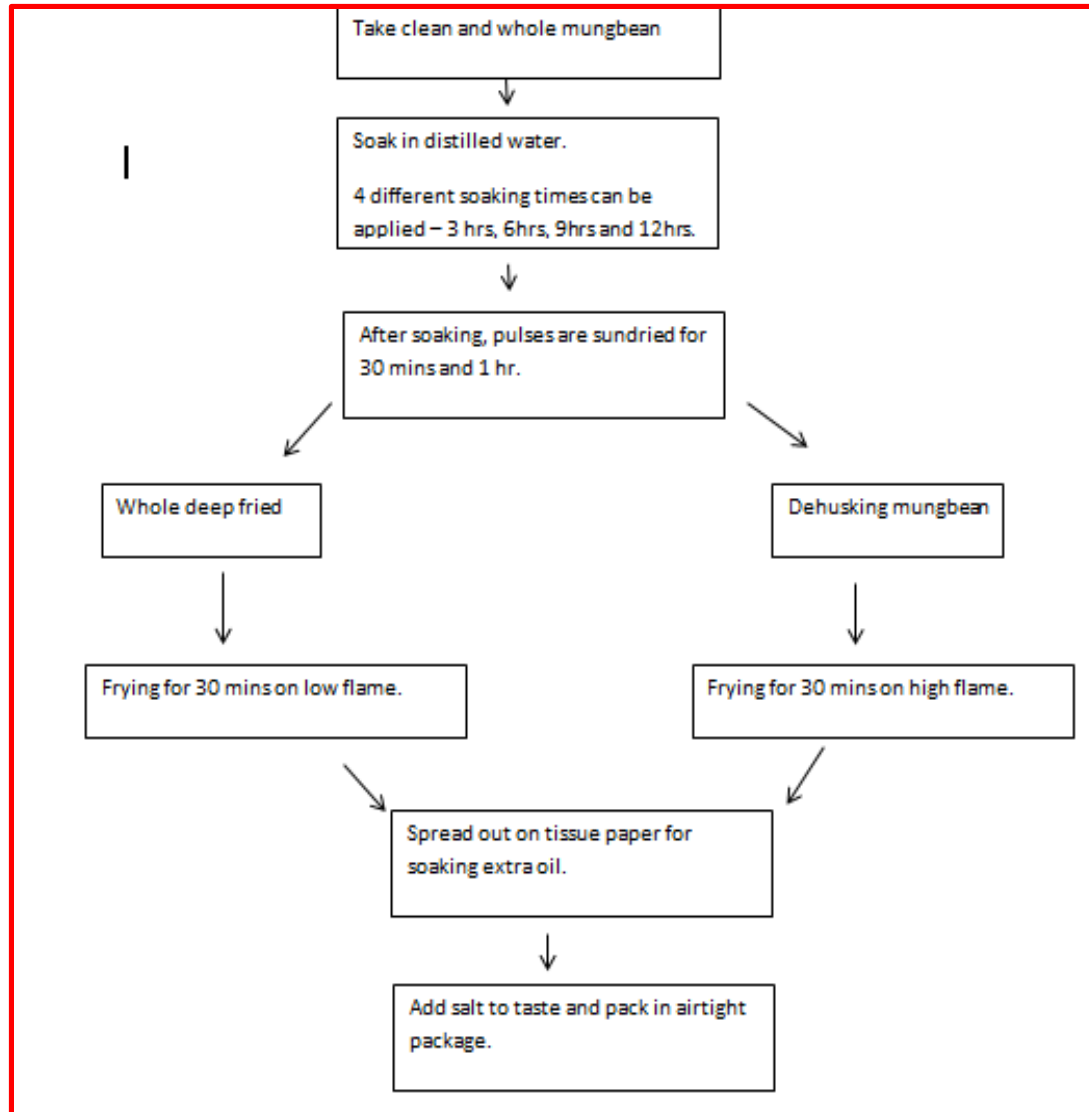 Take clean and whole mungbean
Soak in distilled water.
4 different soaking times can be
applied – 3 hrs, 6hrs, 9hrs and 12hrs.
After soaking, pulses are sundried for
30 mins and 1 hr.
Whole deep fried
Dehusking mungbean
Frying for 30 mins on low flame.
Frying for 30 mins on high flame.
Spread out on tissue paper for
soaking extra oil.
Add salt to taste and pack in airtight
package.